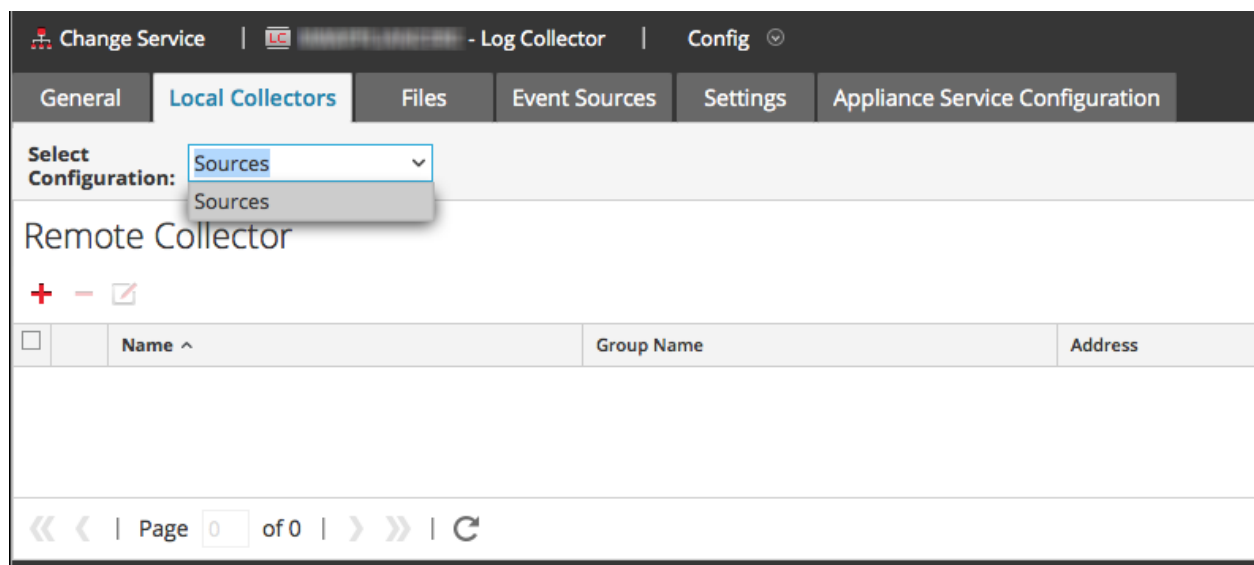 Change Service | LC - Log Collector | Config
General Local Collectors Files Event Sources Settings Appliance Service Configuration
Select Configuration: Sources
Sources
Remote Collector
Name Group Name Address
Page 0 of 0